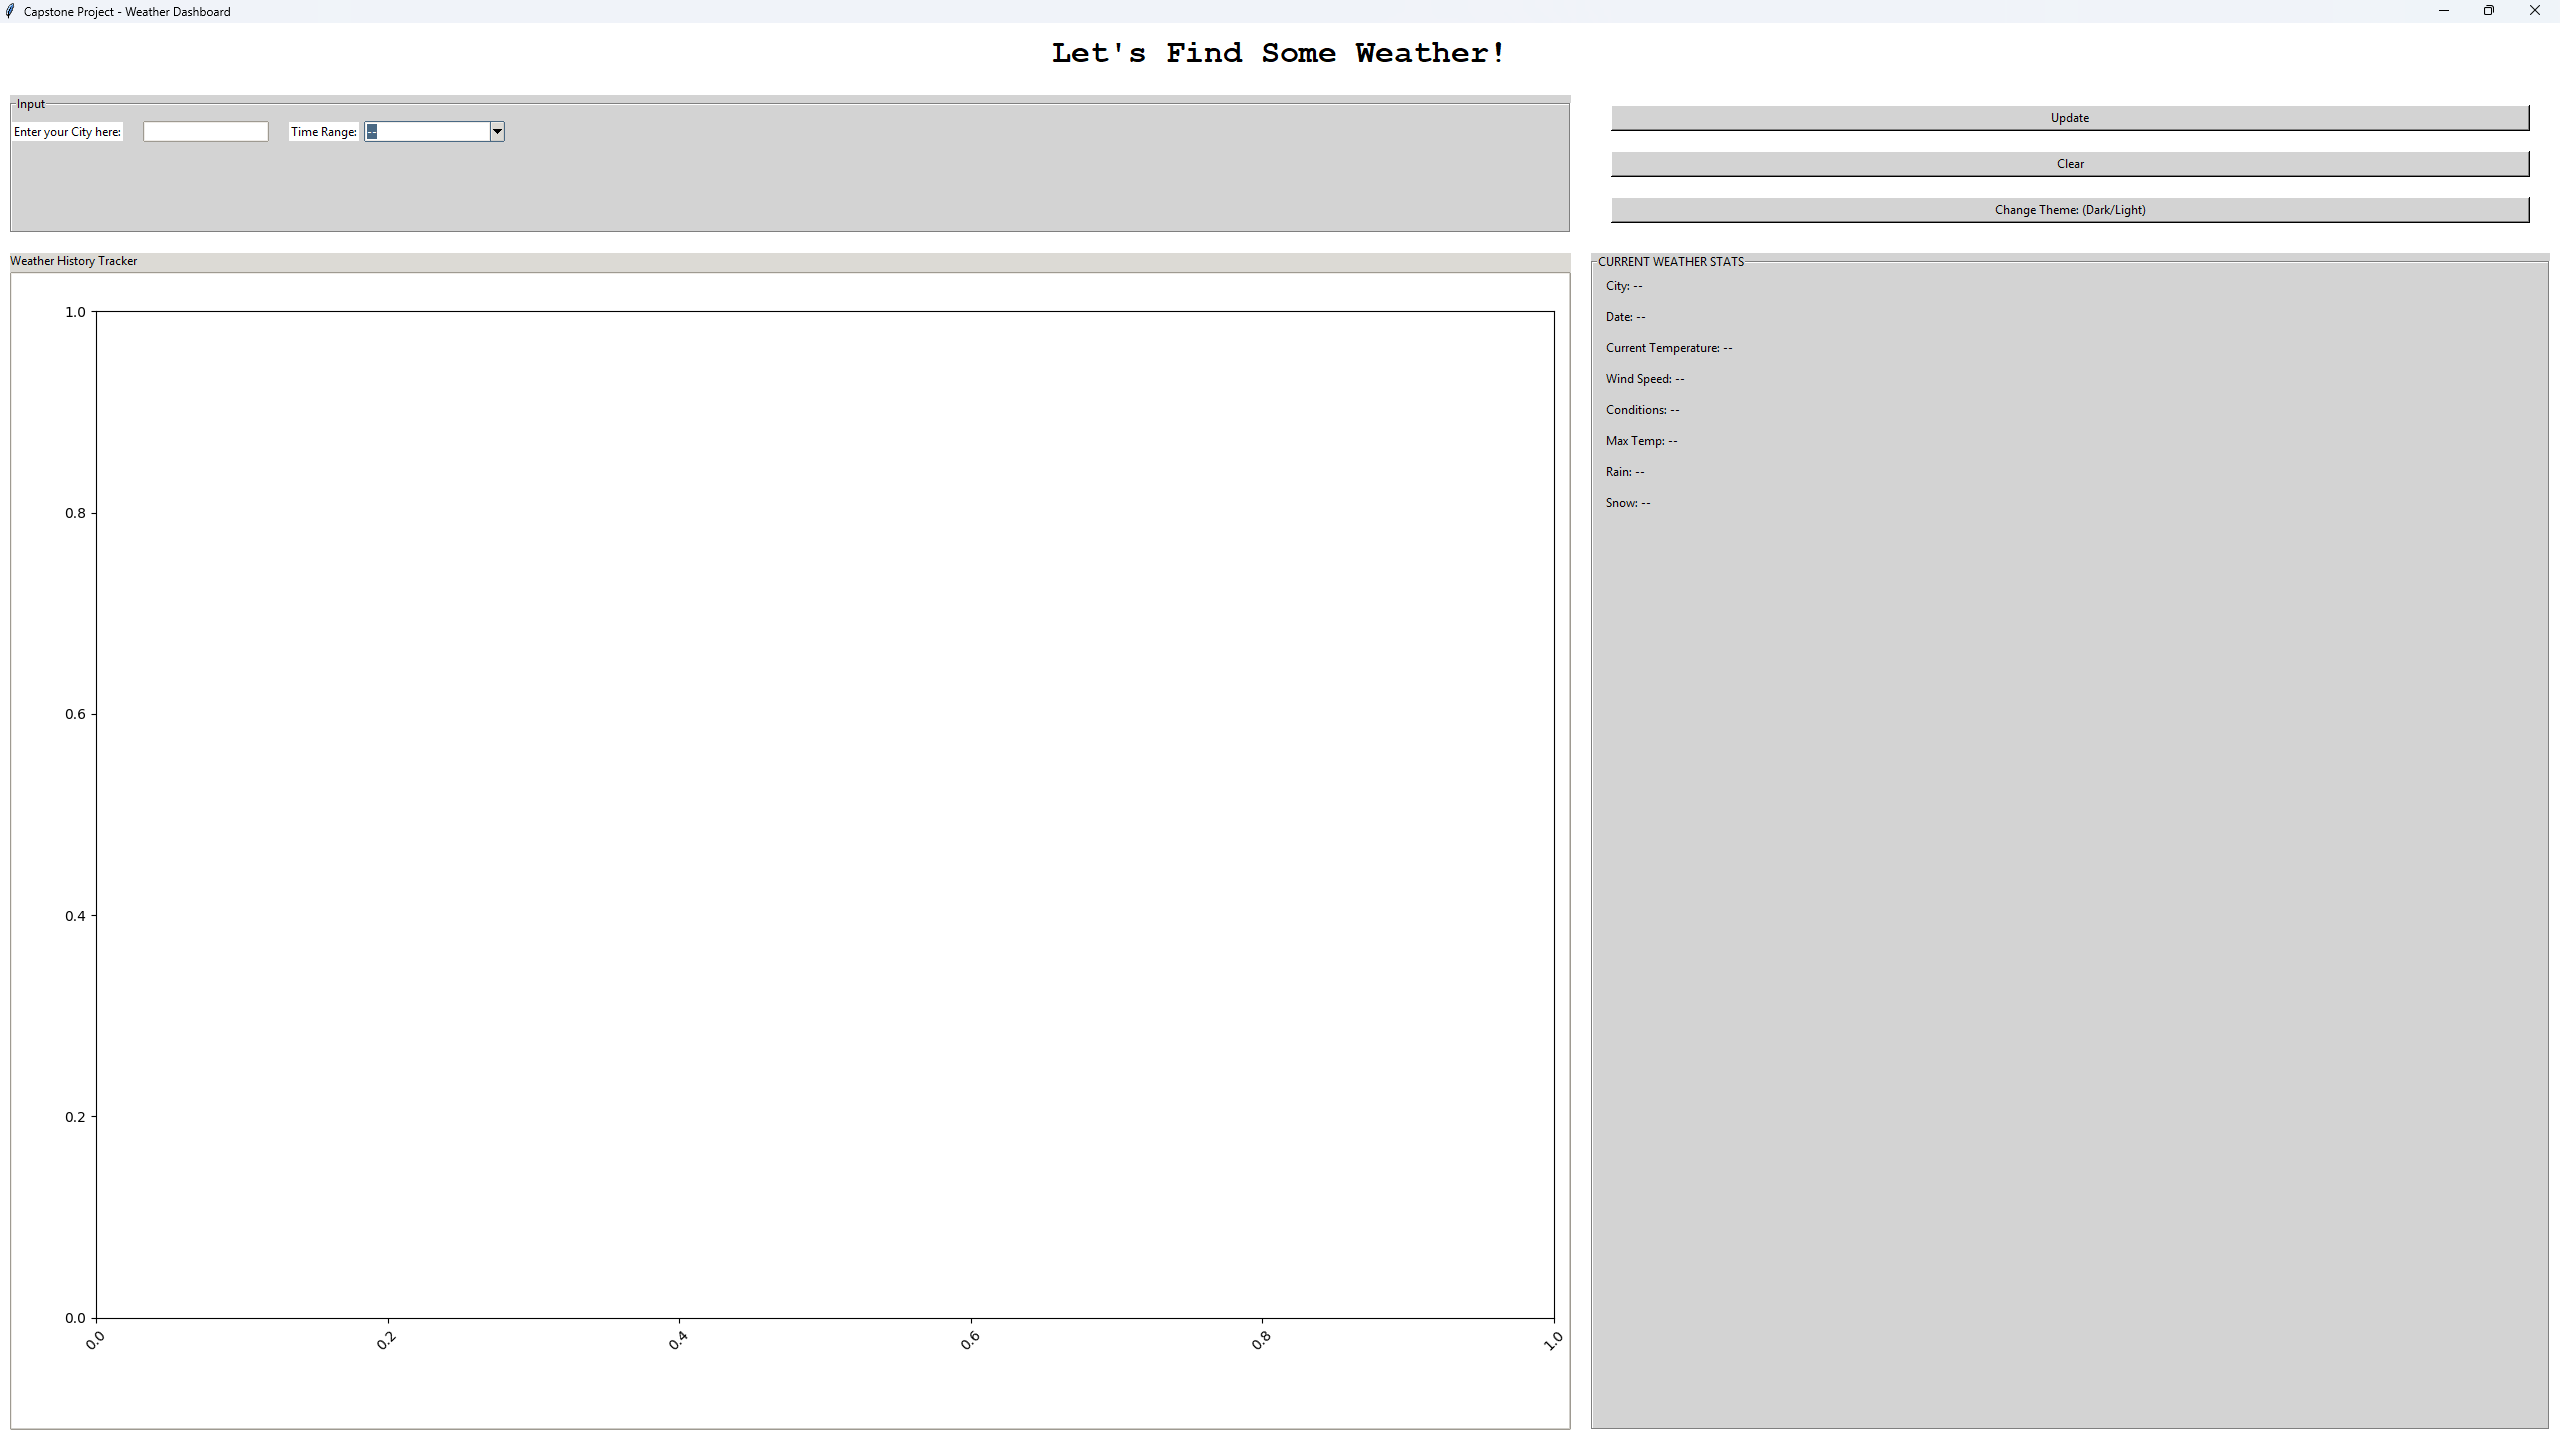 Capstone Project - Weather Dashboard
Let's Find Some Weather!
Input
Enter your City here:
Time Range:
--
Update
Clear
Change Theme: (Dark/Light)
Weather History Tracker
1.0
0.8
0.6
0.4
0.2
0.0
0.0 0.2 0.4 0.6 0.8 1.0
CURRENT WEATHER STATS
City: --
Date: --
Current Temperature: --
Wind Speed: --
Conditions: --
Max Temp: --
Rain: --
Snow: --